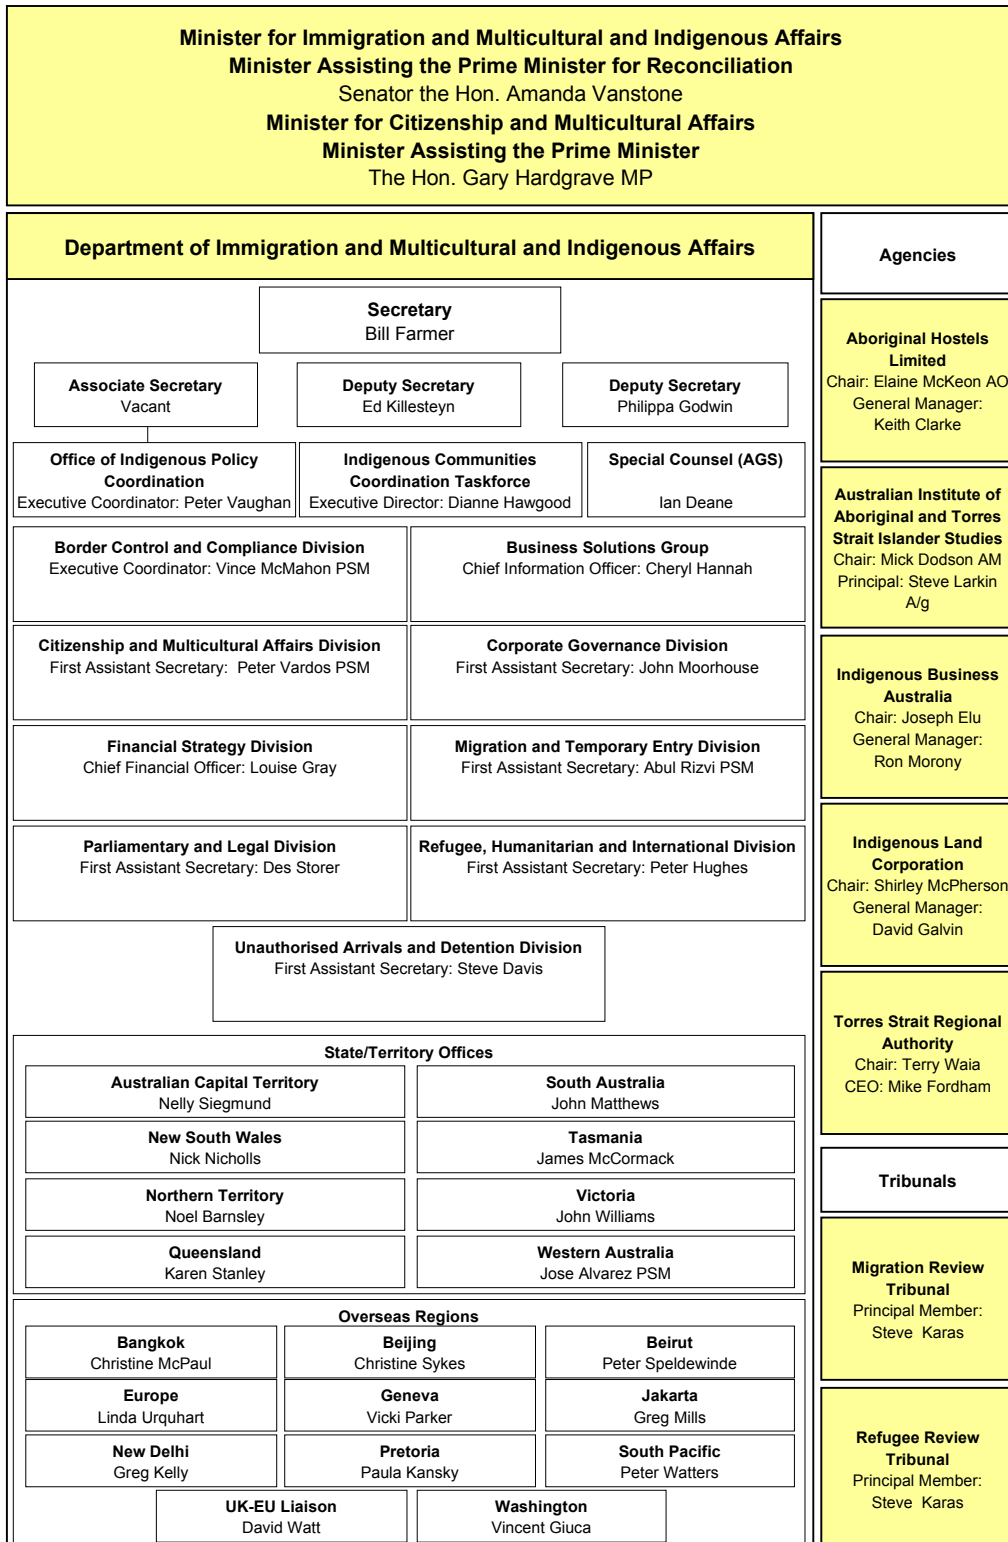 Minister for Immigration and Multicultural and Indigenous Affairs
Minister Assisting the Prime Minister for Reconciliation
Senator the Hon. Amanda Vanstone
Minister for Citizenship and Multicultural Affairs
Minister Assisting the Prime Minister
The Hon. Gary Hardgrave MP
Department of Immigration and Multicultural and Indigenous Affairs
Secretary
Bill Farmer
Associate Secretary
Vacant
Deputy Secretary
Ed Killesteyn
Deputy Secretary
Philippa Godwin
Office of Indigenous Policy
Coordination
Executive Coordinator: Peter Vaughan
Indigenous Communities
Coordination Taskforce
Executive Director: Dianne Hawgood
Special Counsel (AGS)
Ian Deane
Border Control and Compliance Division
Executive Coordinator: Vince McMahon PSM
Business Solutions Group
Chief Information Officer: Cheryl Hannah
Citizenship and Multicultural Affairs Division
First Assistant Secretary: Peter Vardos PSM
Corporate Governance Division
First Assistant Secretary: John Moorhouse
Financial Strategy Division
Chief Financial Officer: Louise Gray
Migration and Temporary Entry Division
First Assistant Secretary: Abul Rizvi PSM
Parliamentary and Legal Division
First Assistant Secretary: Des Storer
Refugee, Humanitarian and International Division
First Assistant Secretary: Peter Hughes
Unauthorised Arrivals and Detention Division
First Assistant Secretary: Steve Davis
State/Territory Offices
Australian Capital Territory
Nelly Siegmund
South Australia
John Matthews
New South Wales
Nick Nicholls
Tasmania
James McCormack
Northern Territory
Noel Barnsley
Victoria
John Williams
Queensland
Karen Stanley
Western Australia
Jose Alvarez PSM
Overseas Regions
Bangkok
Christine McPaul
Beijing
Christine Sykes
Beirut
Peter Speldewinde
Europe
Linda Urquhart
Geneva
Vicki Parker
Jakarta
Greg Mills
New Delhi
Greg Kelly
Pretoria
Paula Kansky
South Pacific
Peter Watters
UK-EU Liaison
David Watt
Washington
Vincent Giuca
Agencies
Aboriginal Hostels
Limited
Chair: Elaine McKeon AO
General Manager:
Keith Clarke
Australian Institute of
Aboriginal and Torres
Strait Islander Studies
Chair: Mick Dodson AM
Principal: Steve Larkin
A/g
Indigenous Business
Australia
Chair: Joseph Elu
General Manager:
Ron Morony
Indigenous Land
Corporation
Chair: Shirley McPherson
General Manager:
David Galvin
Torres Strait Regional
Authority
Chair: Terry Waia
CEO: Mike Fordham
Tribunals
Migration Review
Tribunal
Principal Member:
Steve Karas
Refugee Review
Tribunal
Principal Member:
Steve Karas